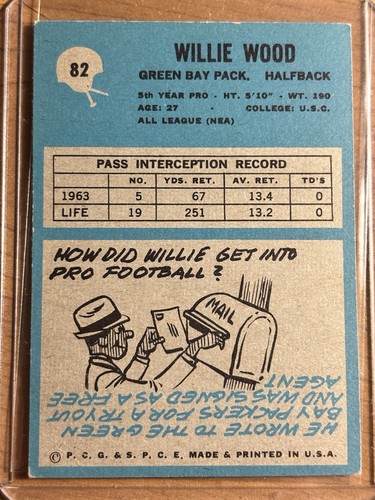 82
WILLIE WOOD
GREEN BAY PACK. HALFBACK
5th YEAR PRO - HT. 5'10" - WT. 190
AGE: 27 - COLLEGE: U.S.C.
ALL LEAGUE (NEA)
PASS INTERCEPTION RECORD
NO. YDS. RET. AV. RET. TD'S
1963 5 67 13.4 0
LIFE 19 251 13.2 0
HOW DID WILLIE GET INTO
PRO FOOTBALL?
MAIL
HE WROTE TO THE GREEN
BAY PACKERS FOR A TRYOUT
AND WAS SIGNED AS A FREE
AGENT
© P. C. G. & S. P. C. E. MADE & PRINTED IN U.S.A.